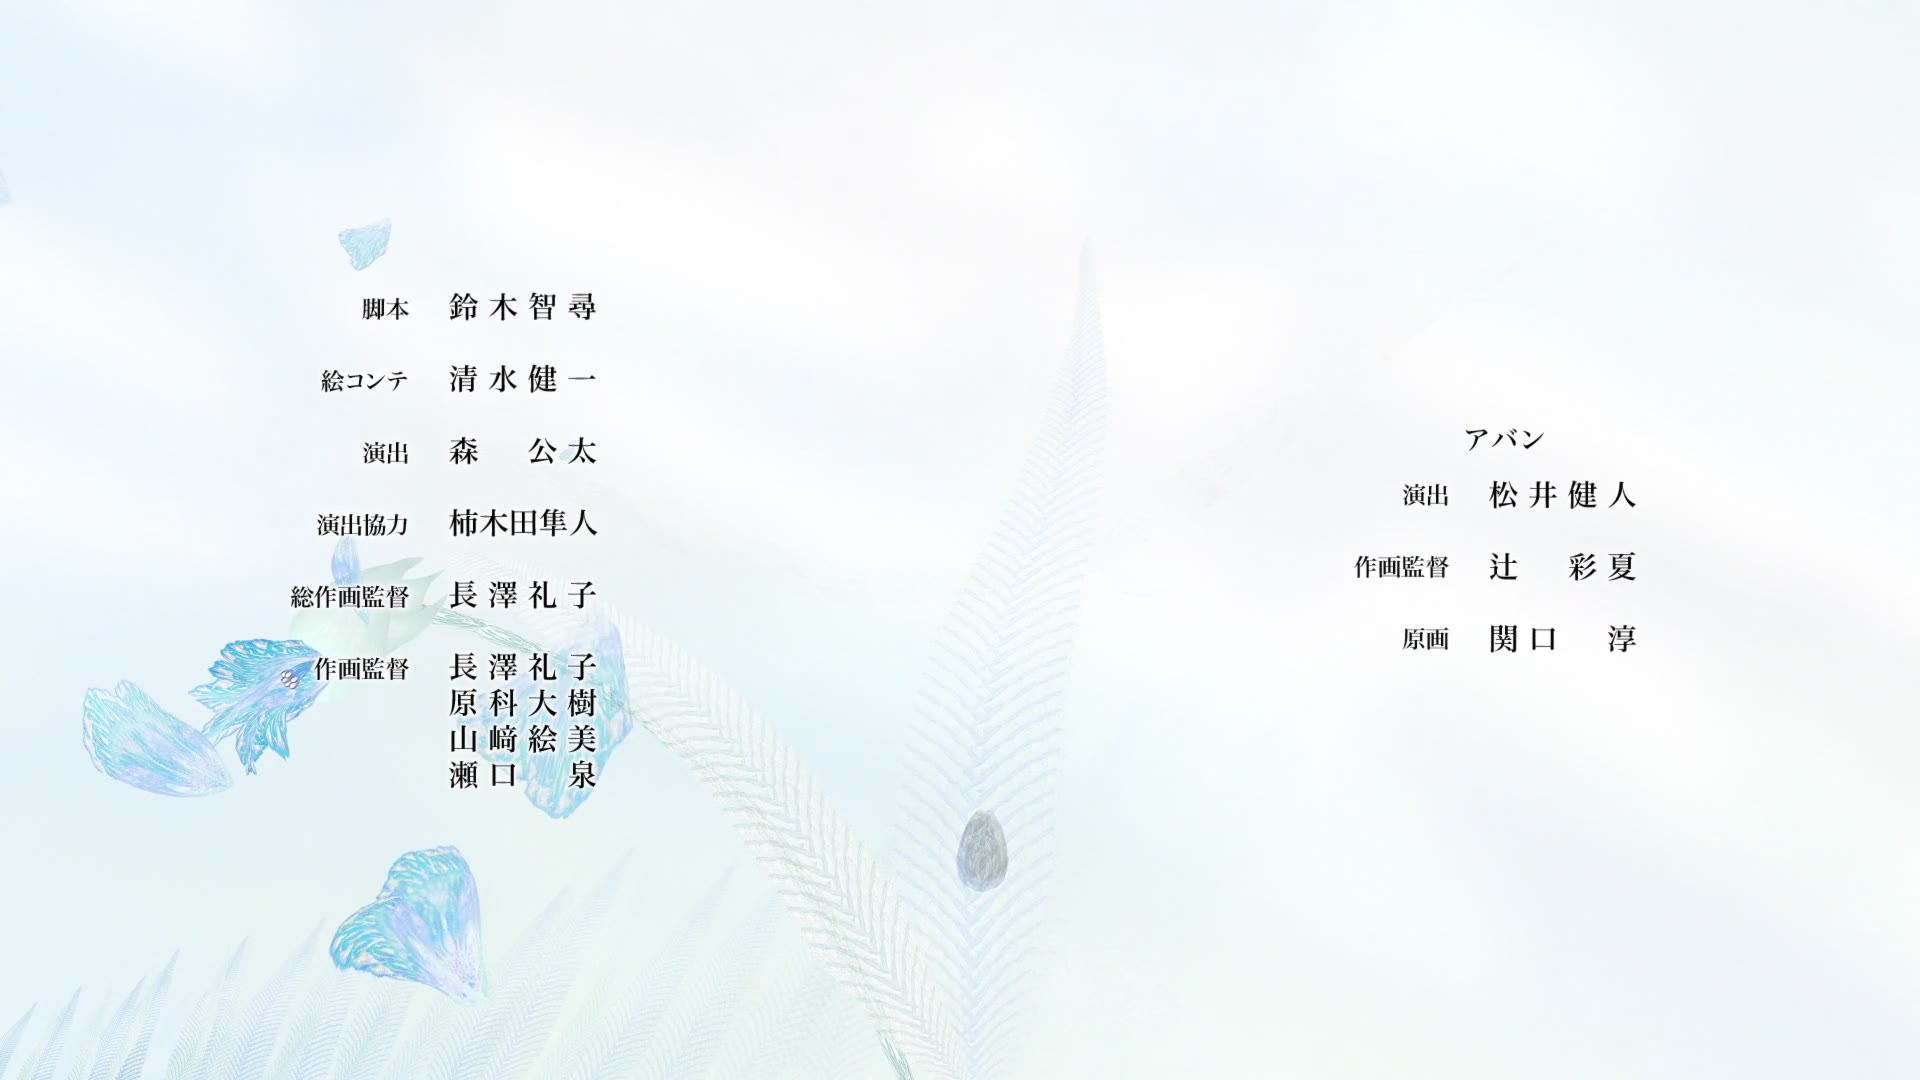 脚本 鈴木智尋
絵コンテ 清水健一
演出 森 公太
演出協力 柿木田隼人
総作画監督 長澤礼子
作画監督 長澤礼子
原科大樹
山﨑絵美
瀬口 泉
アバン
演出 松井健人
作画監督 辻 彩夏
原画 関口 淳